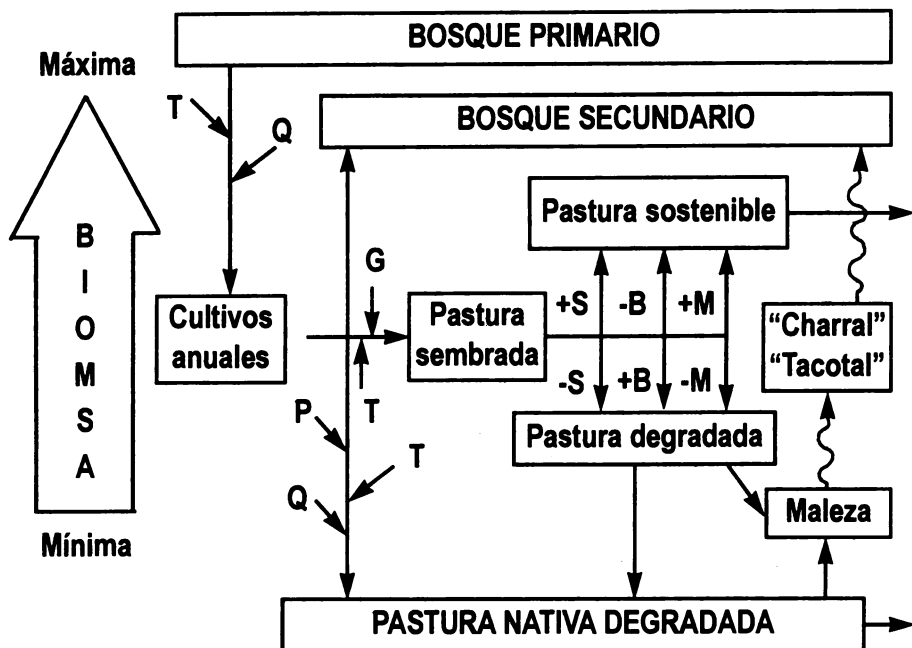 BOSQUE PRIMARIO
Máxima
T
BOSQUE SECUNDARIO
Q
Pastura sostenible
B
I
O
M
S
A
G
Cultivos
anuales
Pastura
sembrada
+S -B +M
"Charral"
"Tacotal"
-S +B -M
P
T
Pastura degradada
T
Q
Maleza
Mínima
PASTURA NATIVA DEGRADADA